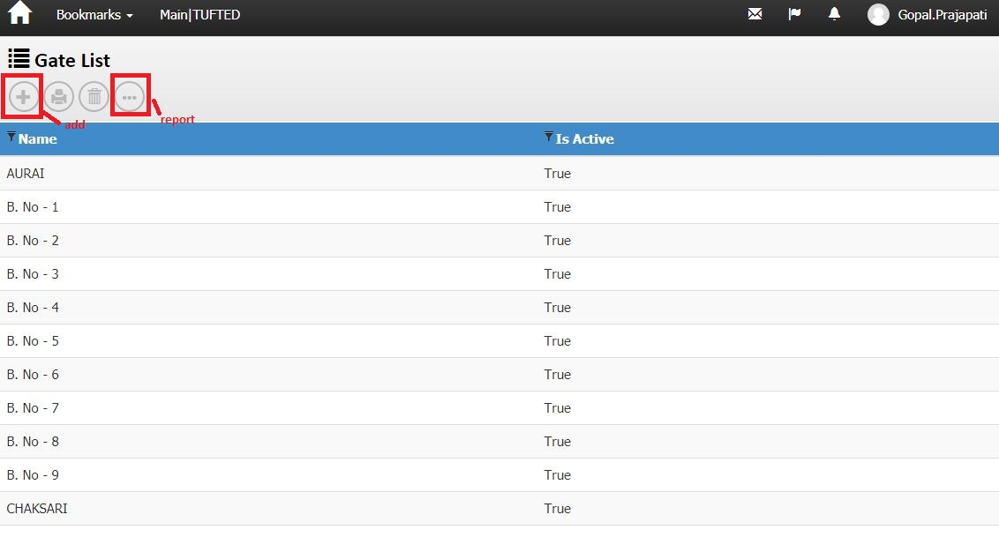 Bookmarks Main|TUFTED Gopal.Prajapati
Gate List
add report
Name Is Active
AURAI True
B. No - 1 True
B. No - 2 True
B. No - 3 True
B. No - 4 True
B. No - 5 True
B. No - 6 True
B. No - 7 True
B. No - 8 True
B. No - 9 True
CHAKSARI True